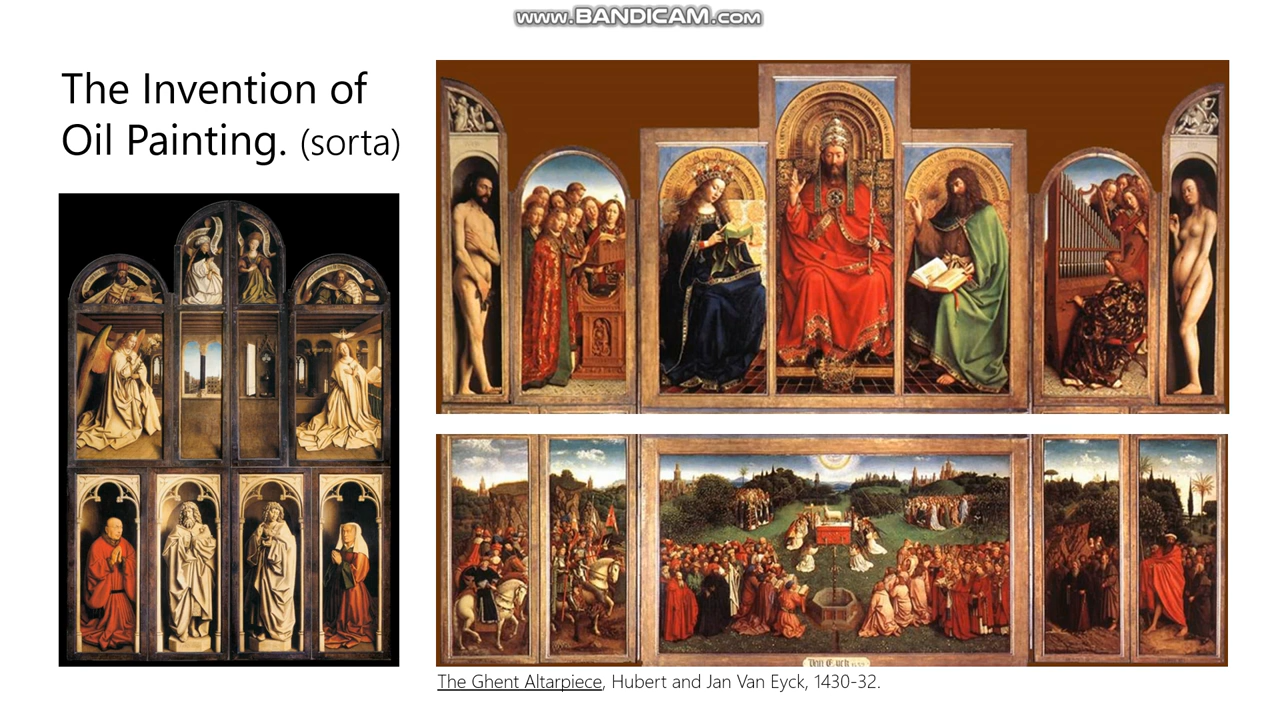 www.BANDICAM.com
The Invention of
Oil Painting. (sorta)
The Ghent Altarpiece, Hubert and Jan Van Eyck, 1430-32.